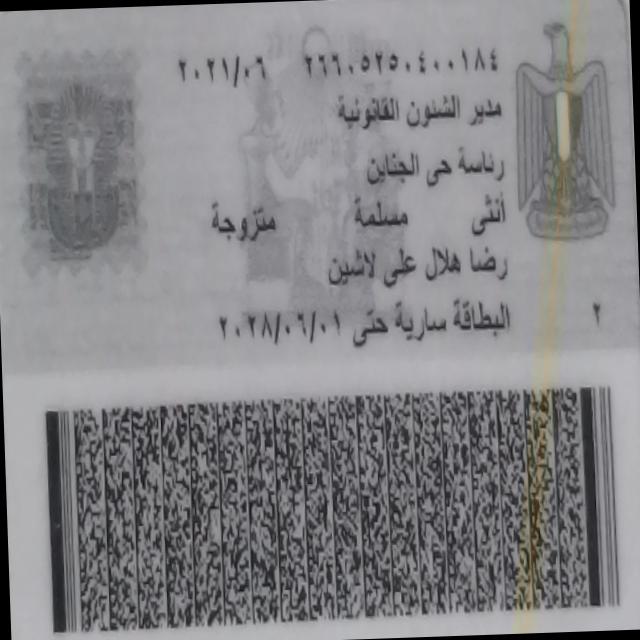 ٢٦٦٠٥٢٥٠٤٠٠١٨٤ ٢٠٢١/٠٦
مدير الشئون القانونية
رئاسة حى الجناين
أنثى مسلمة متزوجة
رضا هلال على لاشين
البطاقة سارية حتى ٢٠٢٨/٠٦/٠١
٢